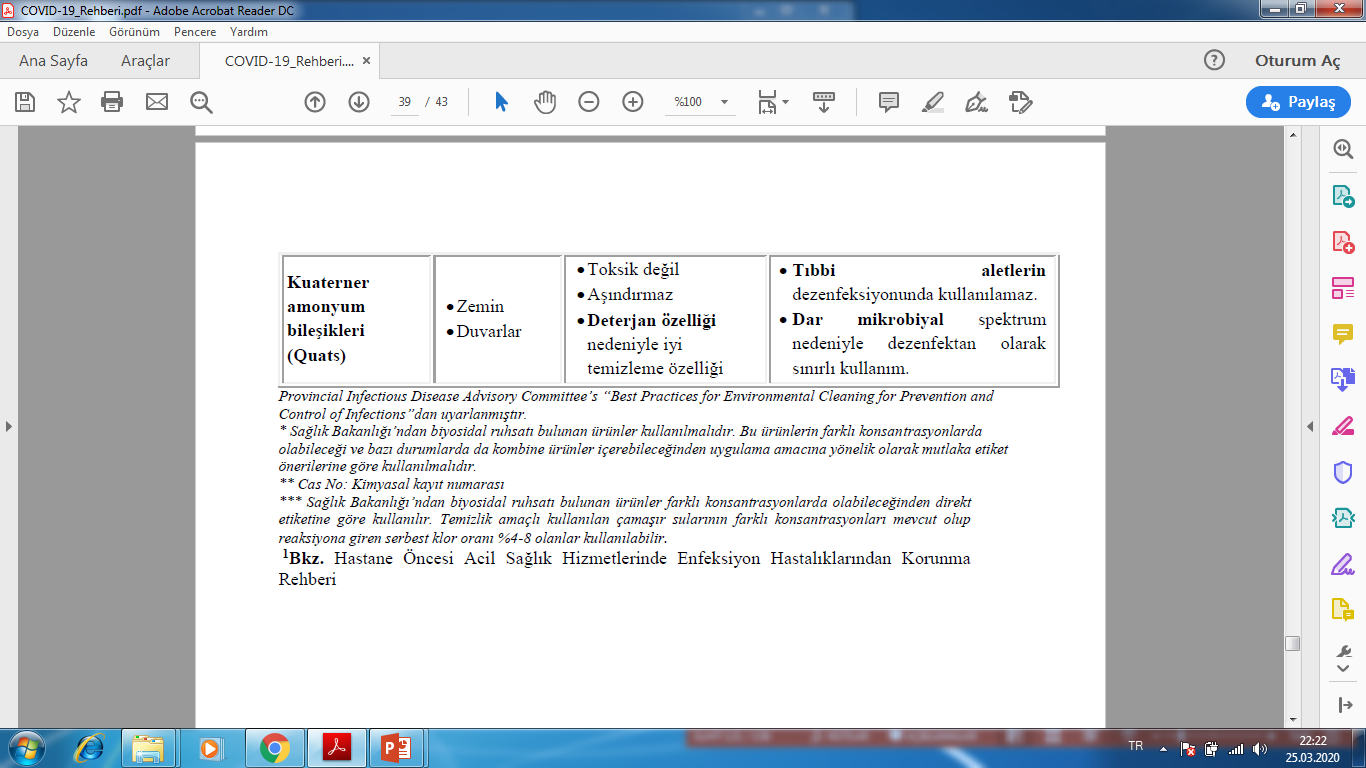 COVID-19_Rehberi.pdf - Adobe Acrobat Reader DC
Dosya Düzenle Görünüm Pencere Yardım
Ana Sayfa Araçlar COVID-19_Rehberi.... × Oturum Aç
39 / 43 %100 Paylaş
Kuaterner
amonyum
bileşikleri
(Quats)
• Zemin
• Duvarlar
• Toksik değil
• Aşındırmaz
• Deterjan özelliği
nedeniyle iyi
temizleme özelliği
• Tıbbi aletlerin
dezenfeksiyonunda kullanılamaz.
• Dar mikrobiyal spektrum
nedeniyle dezenfektan olarak
sınırlı kullanım.
Provincial Infectious Disease Advisory Committee's “Best Practices for Environmental Cleaning for Prevention and
Control of Infections”dan uyarlanmıştır.
* Sağlık Bakanlığı'ndan biyosidal ruhsatı bulunan ürünler kullanılmalıdır. Bu ürünlerin farklı konsantrasyonlarda
olabileceği ve bazı durumlarda da kombine ürünler içerebileceğinden uygulama amacına yönelik olarak mutlaka etiket
önerilerine göre kullanılmalıdır.
** Cas No: Kimyasal kayıt numarası
*** Sağlık Bakanlığı'ndan biyosidal ruhsatı bulunan ürünler farklı konsantrasyonlarda olabileceğinden direkt
etiketine göre kullanılır. Temizlik amaçlı kullanılan çamaşır sularının farklı konsantrasyonları mevcut olup
reaksiyona giren serbest klor oranı %4-8 olanlar kullanılabilir.
¹Bkz. Hastane Öncesi Acil Sağlık Hizmetlerinde Enfeksiyon Hastalıklarından Korunma
Rehberi
TR 22:22
25.03.2020